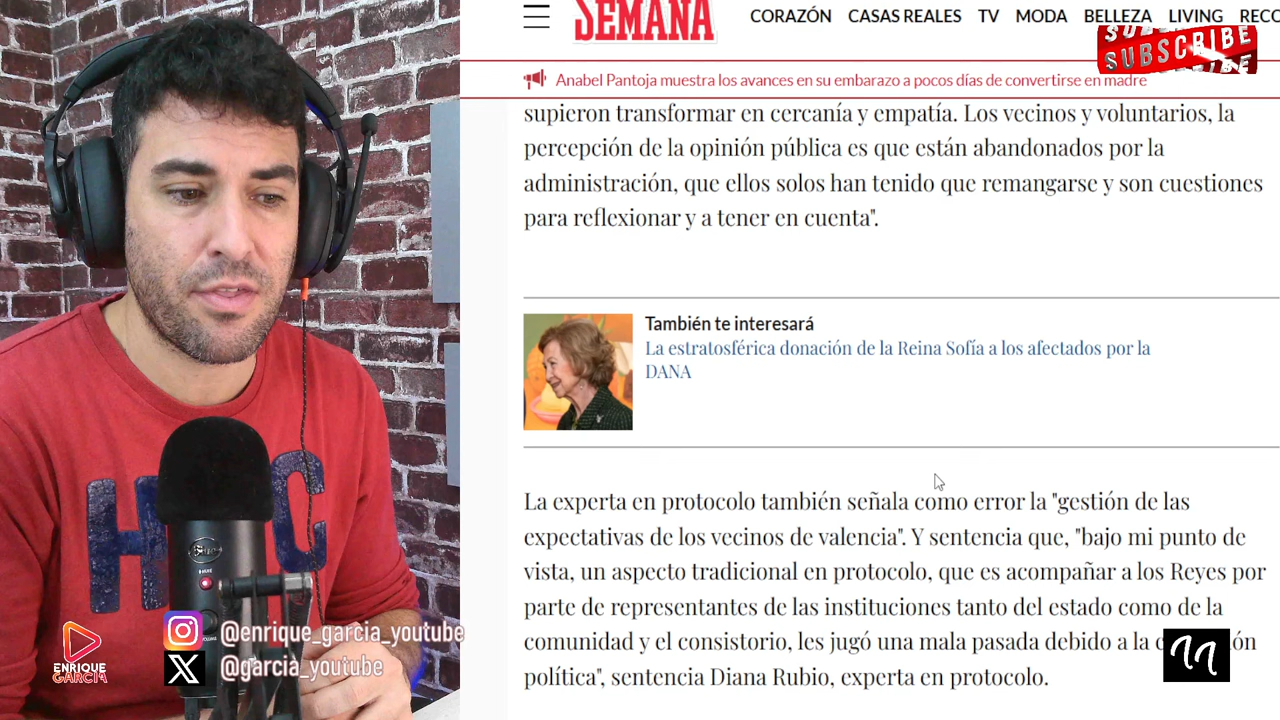 SEMANA
CORAZÓN CASAS REALES TV MODA BELLEZA LIVING RECO
SUBSCRIBE
Anabel Pantoja muestra los avances en su embarazo a pocos días de convertirse en madre
supieron transformar en cercanía y empatía. Los vecinos y voluntarios, la
percepción de la opinión pública es que están abandonados por la
administración, que ellos solos han tenido que remangarse y son cuestiones
para reflexionar y a tener en cuenta".
También te interesará
La estratosférica donación de la Reina Sofía a los afectados por la
DANA
La experta en protocolo también señala como error la "gestión de las
expectativas de los vecinos de valencia". Y sentencia que, "bajo mi punto de
vista, un aspecto tradicional en protocolo, que es acompañar a los Reyes por
parte de representantes de las instituciones tanto del estado como de la
comunidad y el consistorio, les jugó una mala pasada debido a la
política", sentencia Diana Rubio, experta en protocolo.
@enrique_garcia_youtube
@garcia_youtube
ENRIQUE
GARCIA